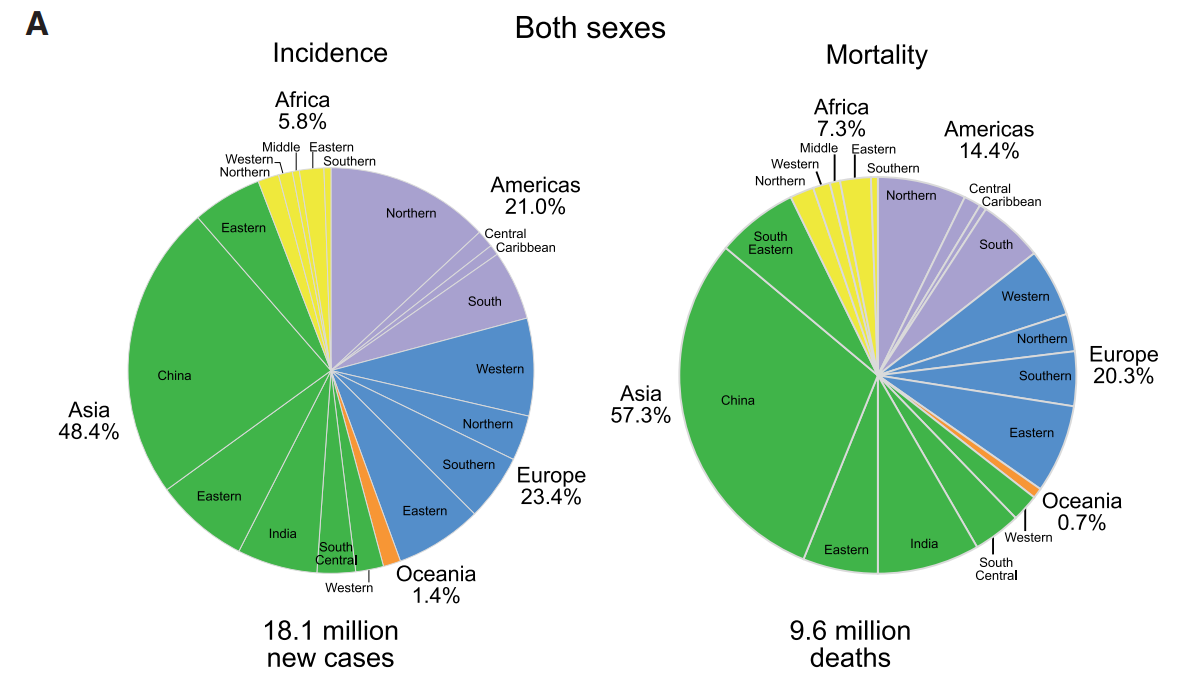 A
Both sexes
Incidence
Africa
5.8%
Middle
Eastern
Western
Southern
Northern
Americas
21.0%
Northern
Central
Caribbean
South
Eastern
Western
China
Northern
Asia
48.4%
Southern
Europe
23.4%
Eastern
Eastern
India
South
Central
Western
Oceania
1.4%
18.1 million
new cases
Mortality
Africa
7.3%
Middle
Eastern
Western
Southern
Northern
Americas
14.4%
Northern
Central
Caribbean
South
Eastern
South
Western
Northern
Europe
20.3%
Southern
Asia
57.3%
China
Eastern
Oceania
0.7%
Western
India
Eastern
South
Central
9.6 million
deaths